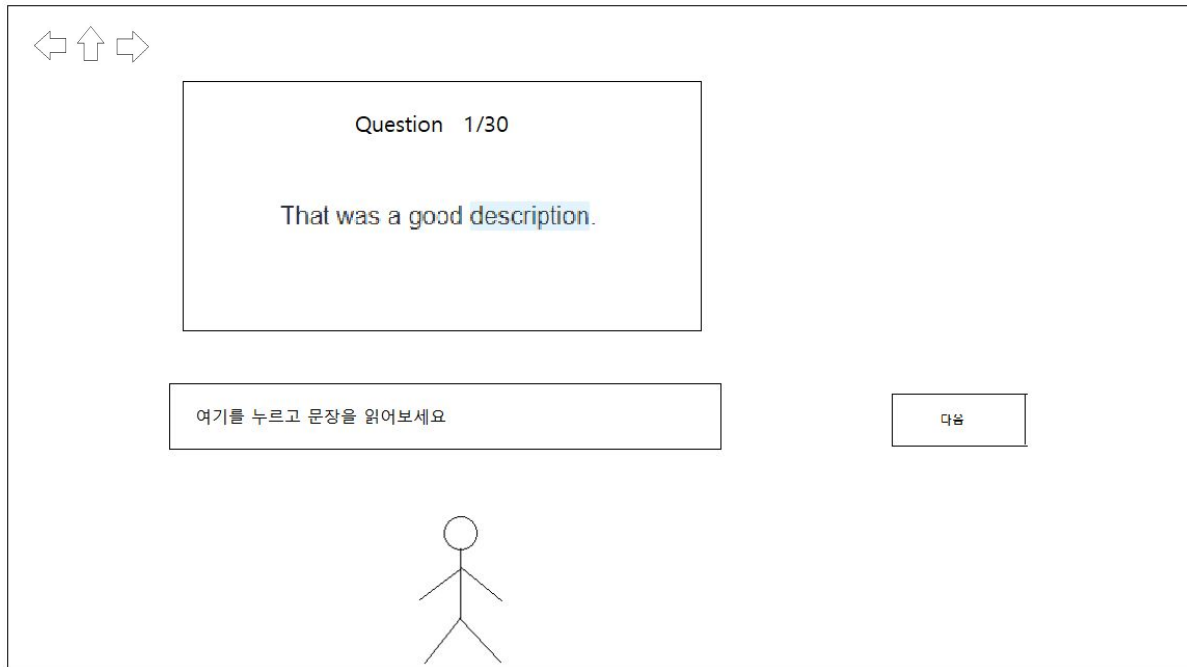 Question 1/30
That was a good description.
여기를 누르고 문장을 읽어보세요
다음